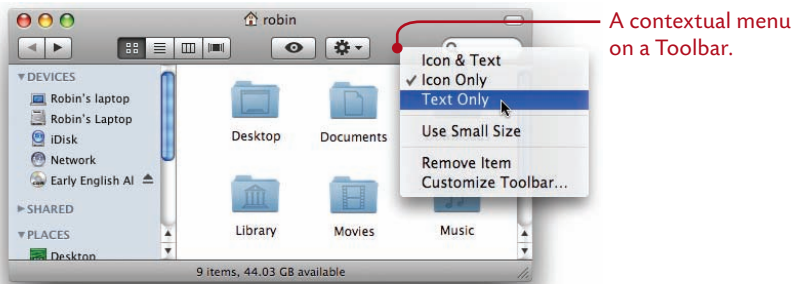 robin
A contextual menu
on a Toolbar.
Icon & Text
Icon Only
Text Only
Use Small Size
Remove Item
Customize Toolbar...
DEVICES
Robin's laptop
Robin's Laptop
iDisk
Network
Early English Al
SHARED
PLACES
Desktop
Desktop
Documents
Library
Movies
Music
9 items, 44.03 GB available